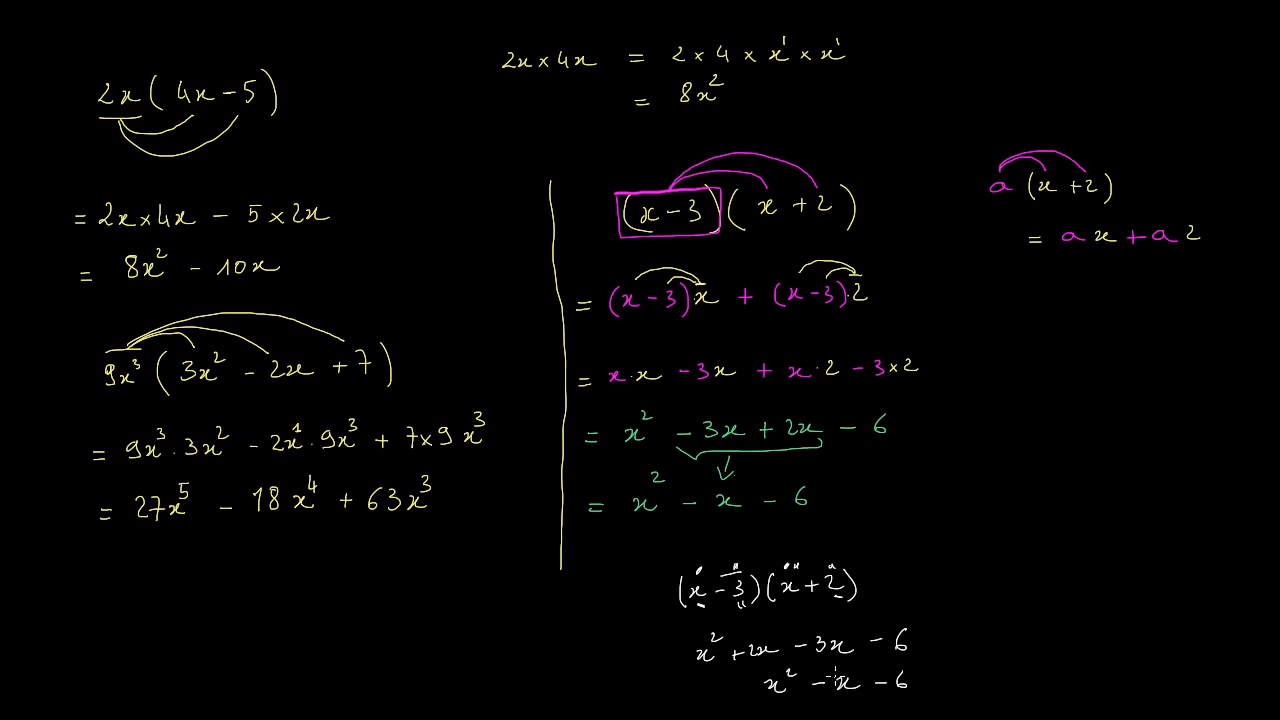 2x(4x-5)
= 2x×4x - 5×2x
= 8x² - 10x
9x³(3x² - 2x + 7)
= 9x³·3x² - 2x¹·9x³ + 7×9x³
= 27x⁵ - 18x⁴ + 63x³
2x×4x = 2×4×x¹×x¹
= 8x²
(x-3)(x+2)
= (x-3)·x + (x-3)·2
= x·x - 3x + x·2 - 3×2
= x² - 3x + 2x - 6
= x² - x - 6
a(x+2)
= ax + a2
(x-3)(x+2)
x² + 2x - 3x - 6
x² - x - 6